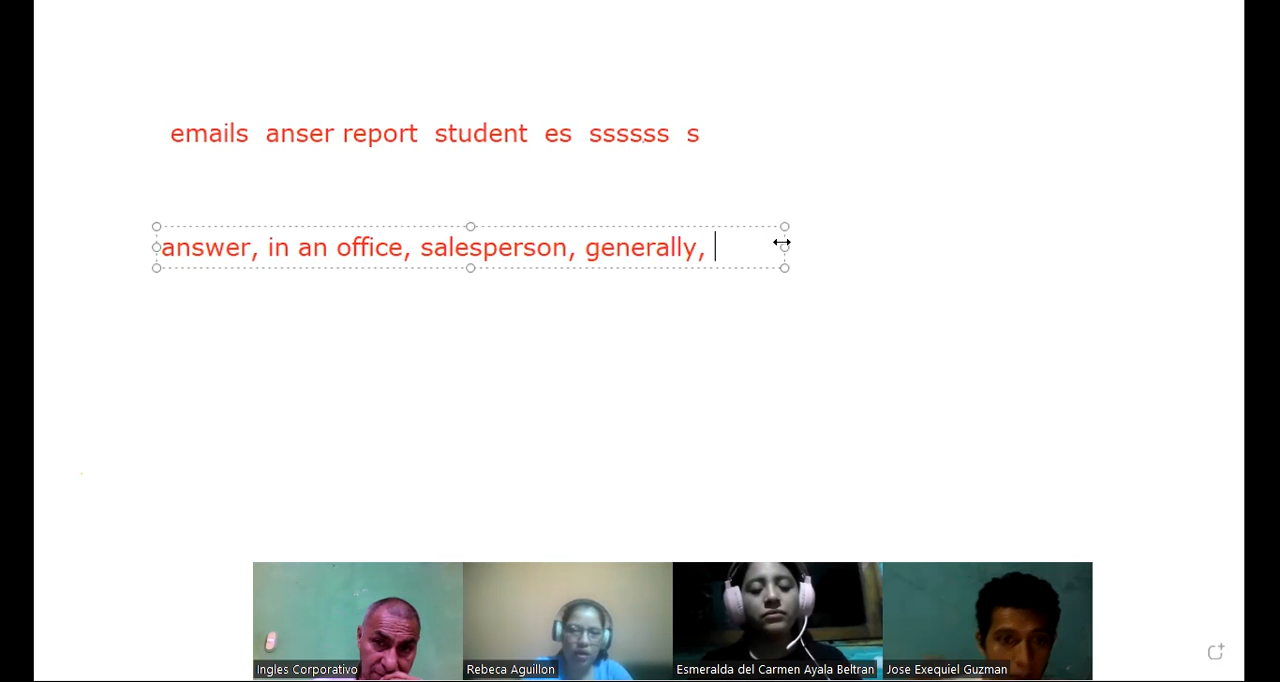 emails anser report student es ssssss s
answer, in an office, salesperson, generally,
Ingles Corporativo
Rebeca Aguillon
Esmeralda del Carmen Ayala Beltran
Jose Exequiel Guzman